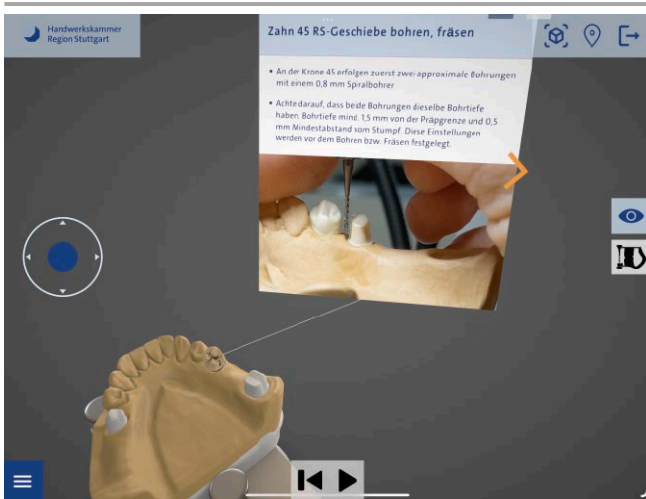 Handwerkskammer
Region Stuttgart
Zahn 45 RS-Geschiebe bohren, fräsen
• An der Krone 45 erfolgen zuerst zwei approximale Bohrungen
mit einem 0,8 mm Spiralbohrer
• Achte darauf, dass beide Bohrungen dieselbe Bohrtiefe
haben. Bohrtiefe mind. 1,5 mm von der Präpgrenze und 0,5
mm Mindestabstand vom Stumpf. Diese Einstellungen
werden vor dem Bohren bzw. Fräsen festgelegt.